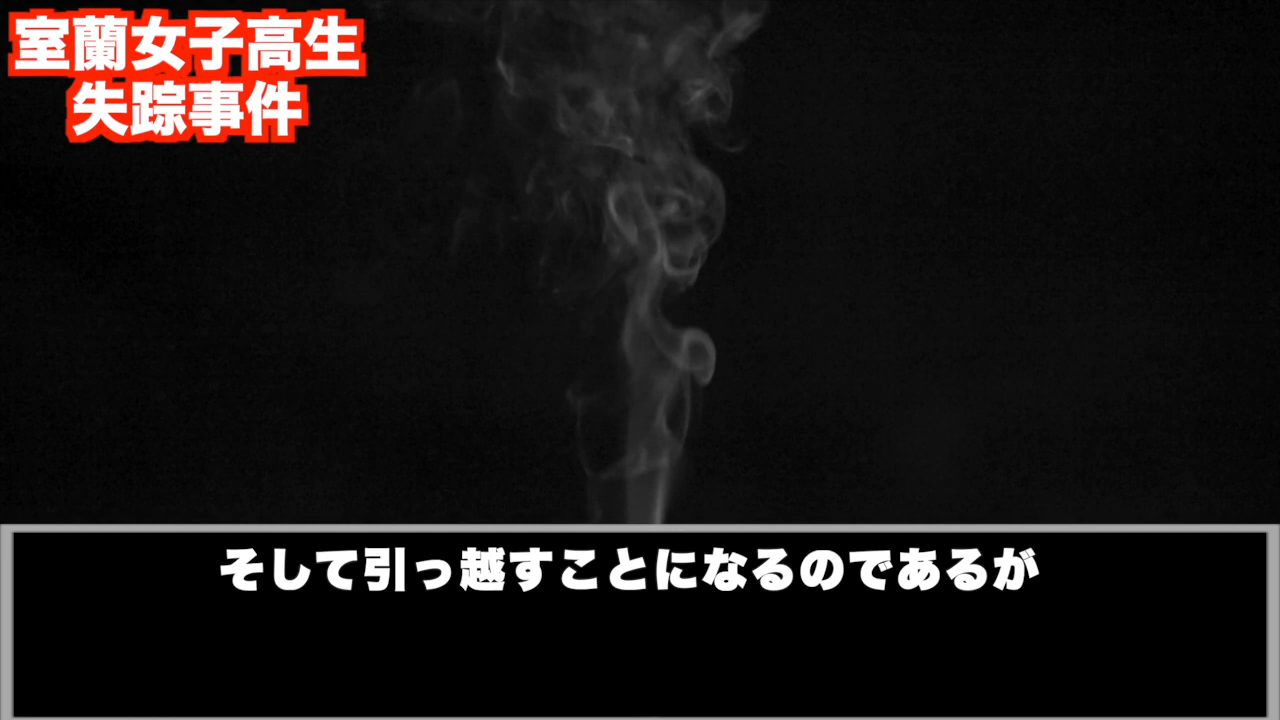 室蘭女子高生
失踪事件
そして引っ越すことになるのであるが